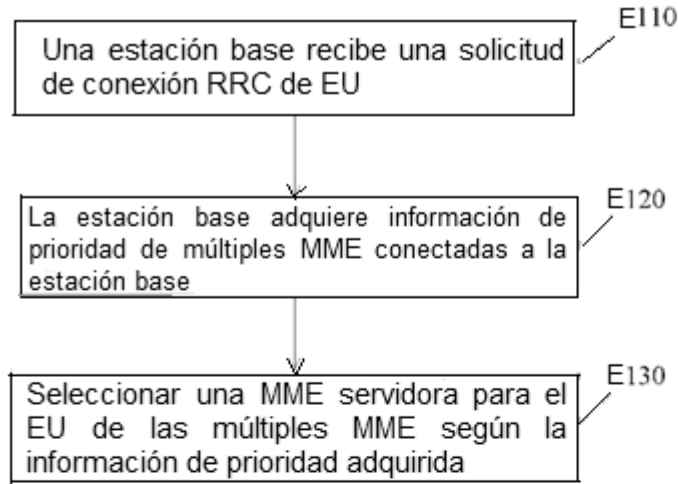 E110
Una estación base recibe una solicitud
de conexión RRC de EU
E120
La estación base adquiere información de
prioridad de múltiples MME conectadas a la
estación base
E130
Seleccionar una MME servidora para el
EU de las múltiples MME según la
información de prioridad adquirida